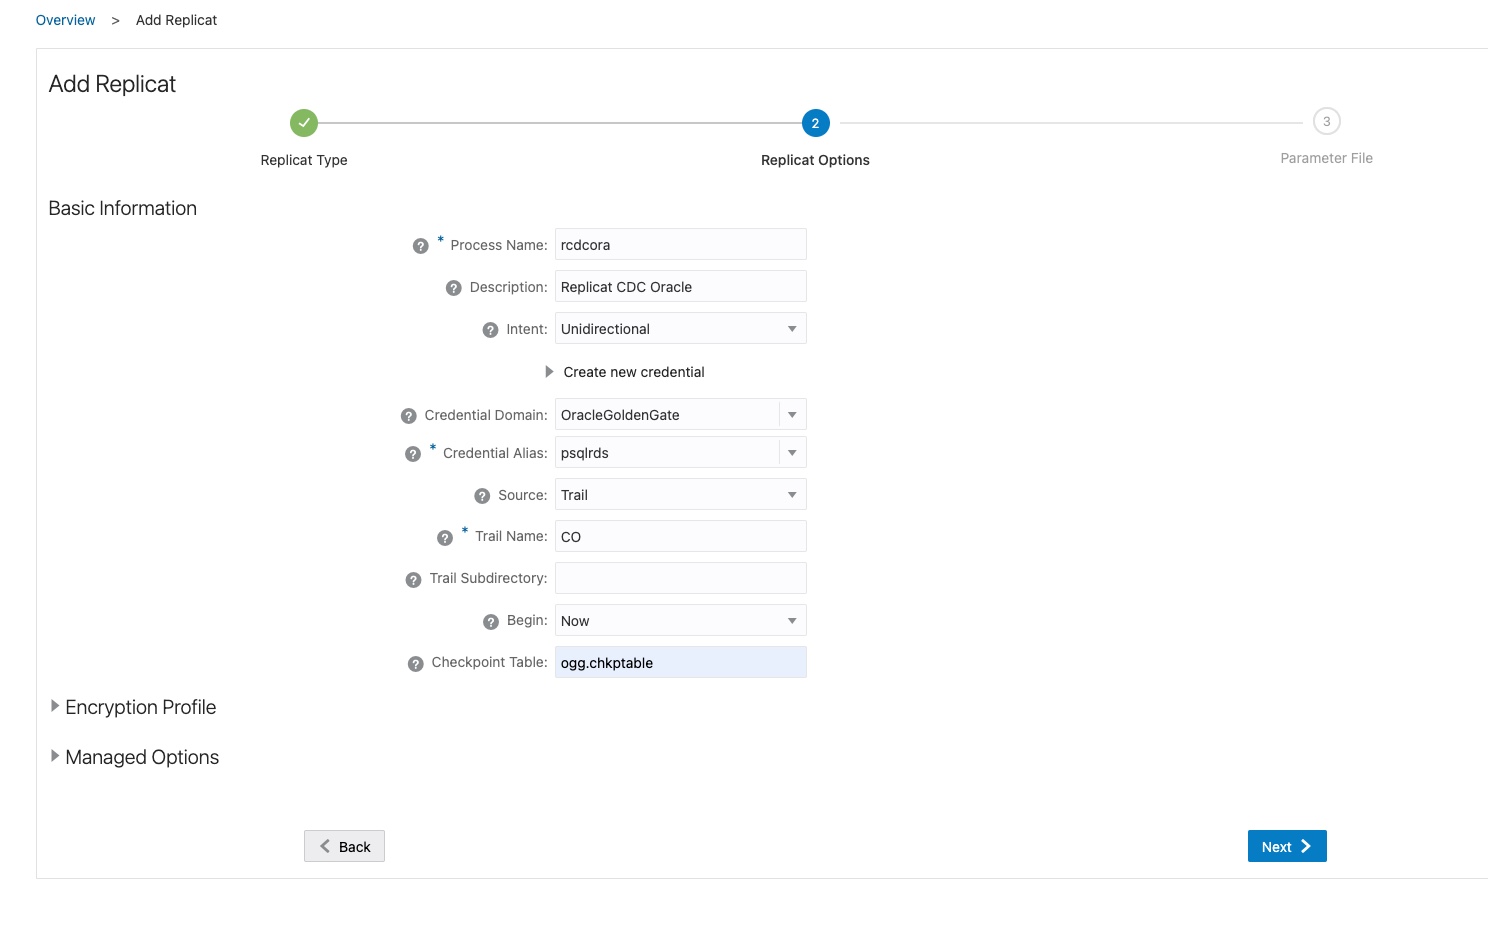 Overview > Add Replicat
Add Replicat
2
3
Replicat Type
Replicat Options
Parameter File
Basic Information
? * Process Name: rcdcora
? Description: Replicat CDC Oracle
? Intent: Unidirectional
Create new credential
? Credential Domain: OracleGoldenGate
? * Credential Alias: psqlrds
? Source: Trail
? * Trail Name: CO
? Trail Subdirectory:
? Begin: Now
? Checkpoint Table: ogg.chkptable
Encryption Profile
Managed Options
Back
Next